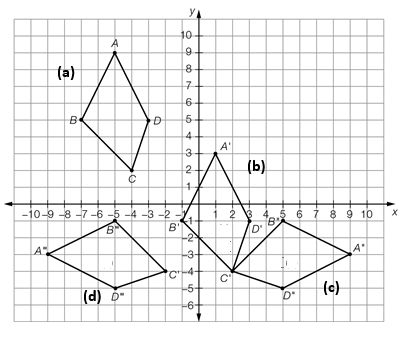 y
10
9
8
7
6
5
4
3
2
1
A
(a)
B
D
C
A'
(b)
-10 -9 -8 -7 -6 -5 -4 -3 -2 -1
1 2 3 4 5 6 7 8 9 10
x
-1
-2
-3
-4
-5
-6
B'
D'
B"
B'''
A'''
A"
C'
C'
(d)
D'''
D"
(c)